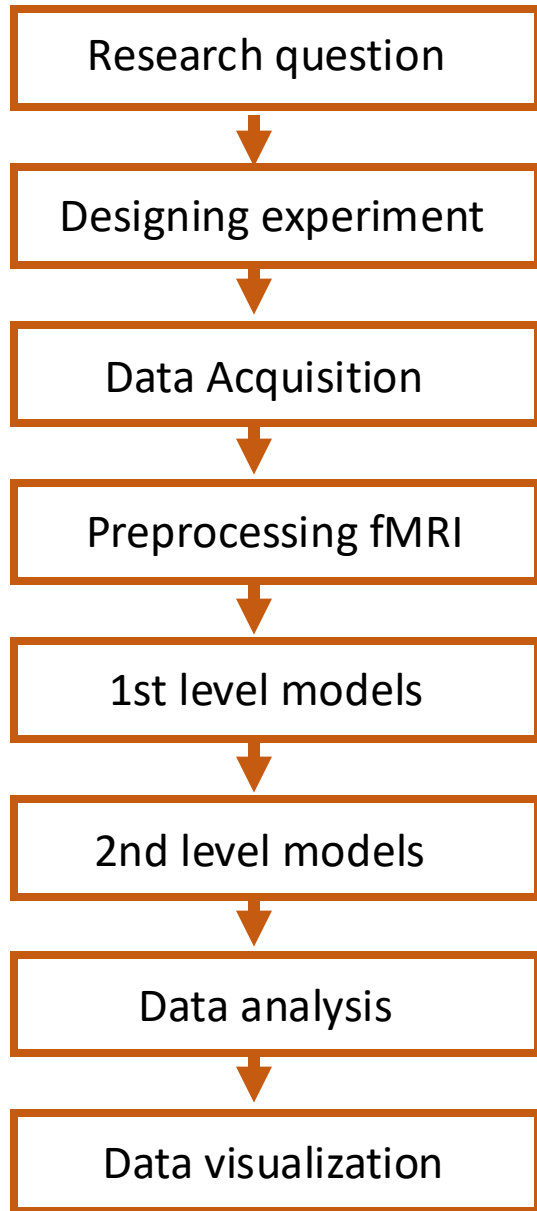 Research question
Designing experiment
Data Acquisition
Preprocessing fMRI
1st level models
2nd level models
Data analysis
Data visualization